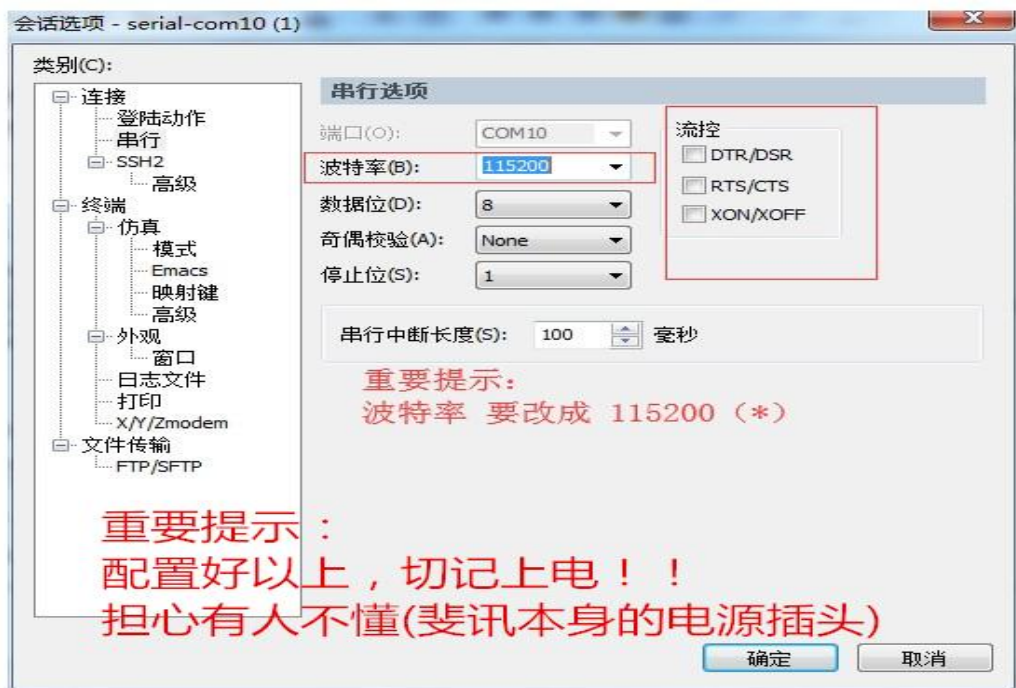 会话选项 - serial-com10 (1)
类别(C):
连接
登陆动作
串行
SSH2
高级
终端
仿真
模式
Emacs
映射键
高级
外观
窗口
日志文件
打印
X/Y/Zmodem
文件传输
FTP/SFTP
串行选项
端口(O): COM10
波特率(B): 115200
数据位(D): 8
奇偶校验(A): None
停止位(S): 1
流控
DTR/DSR
RTS/CTS
XON/XOFF
串行中断长度(S): 100 毫秒
重要提示:
波特率 要改成 115200 (*)
重要提示：
配置好以上，切记上电！！
担心有人不懂(斐讯本身的电源插头)
确定 取消